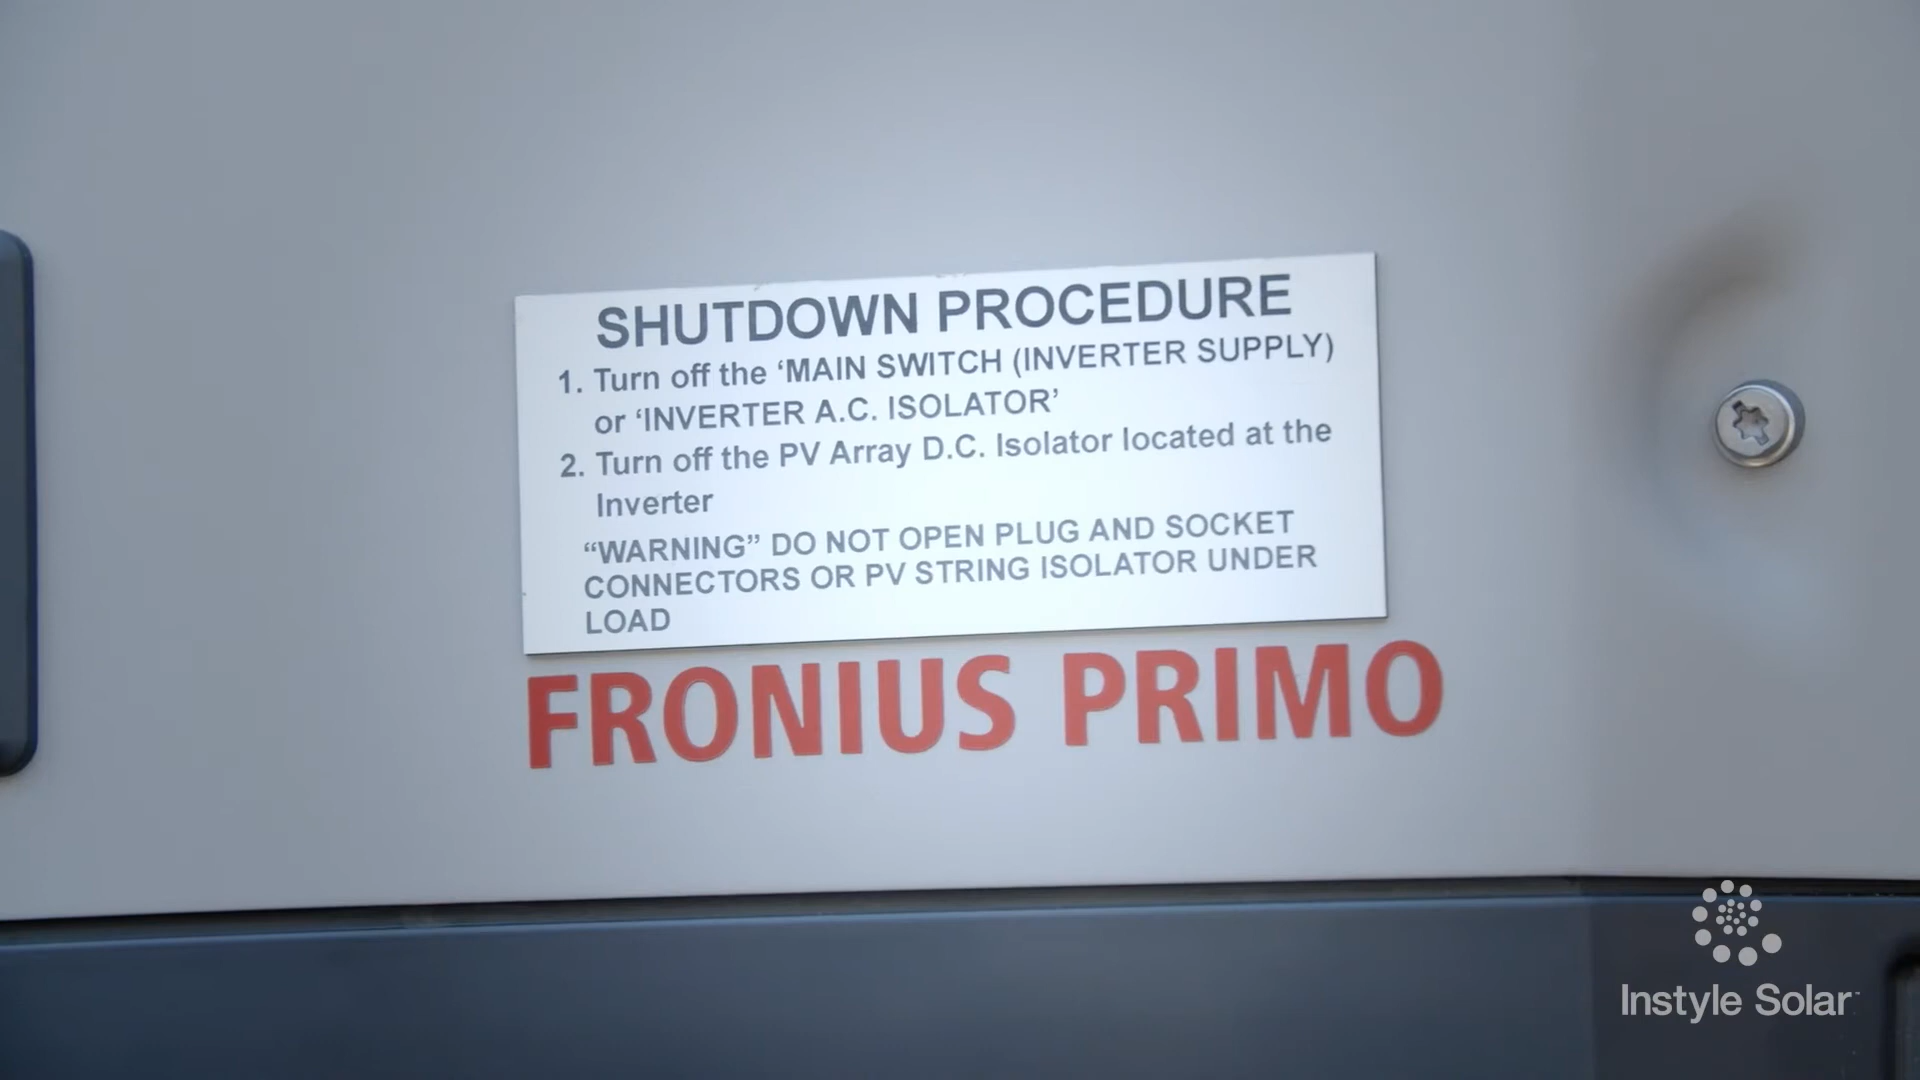 SHUTDOWN PROCEDURE
1. Turn off the ‘MAIN SWITCH (INVERTER SUPPLY)
or ‘INVERTER A.C. ISOLATOR’
2. Turn off the PV Array D.C. Isolator located at the
Inverter
“WARNING” DO NOT OPEN PLUG AND SOCKET
CONNECTORS OR PV STRING ISOLATOR UNDER
LOAD
FRONIUS PRIMO
Instyle Solar